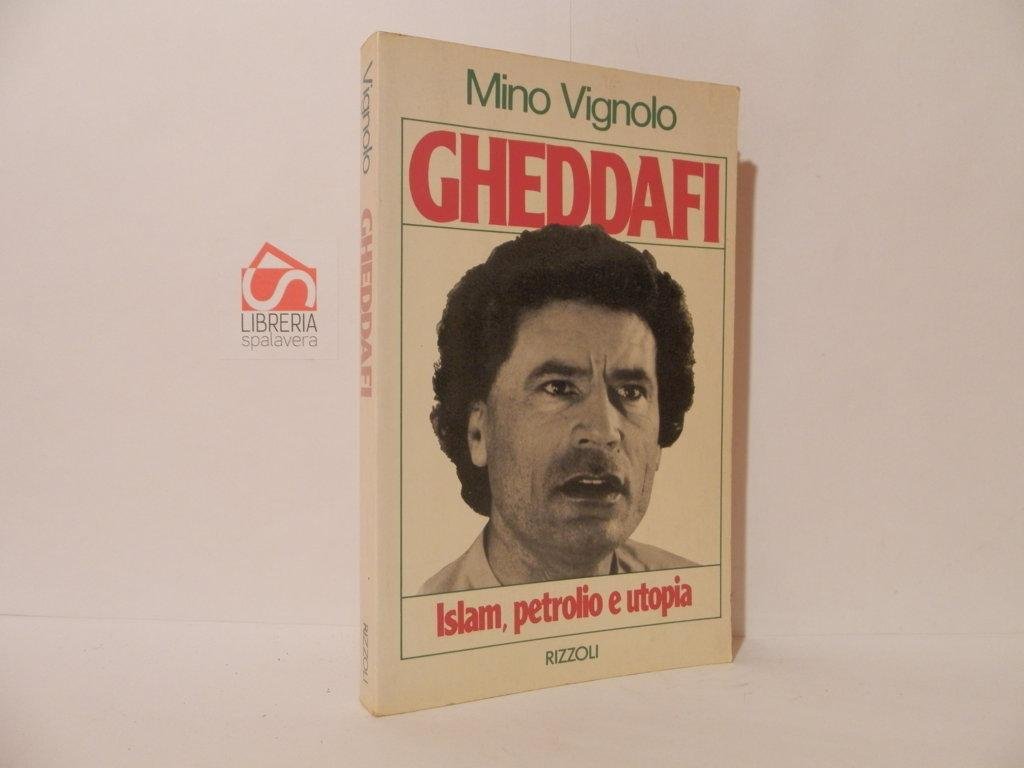 Mino Vignolo
GHEDDAFI
Islam, petrolio e utopia
RIZZOLI
Vignolo
GHEDDAFI
RIZZOLI
LIBRERIA
spalavera